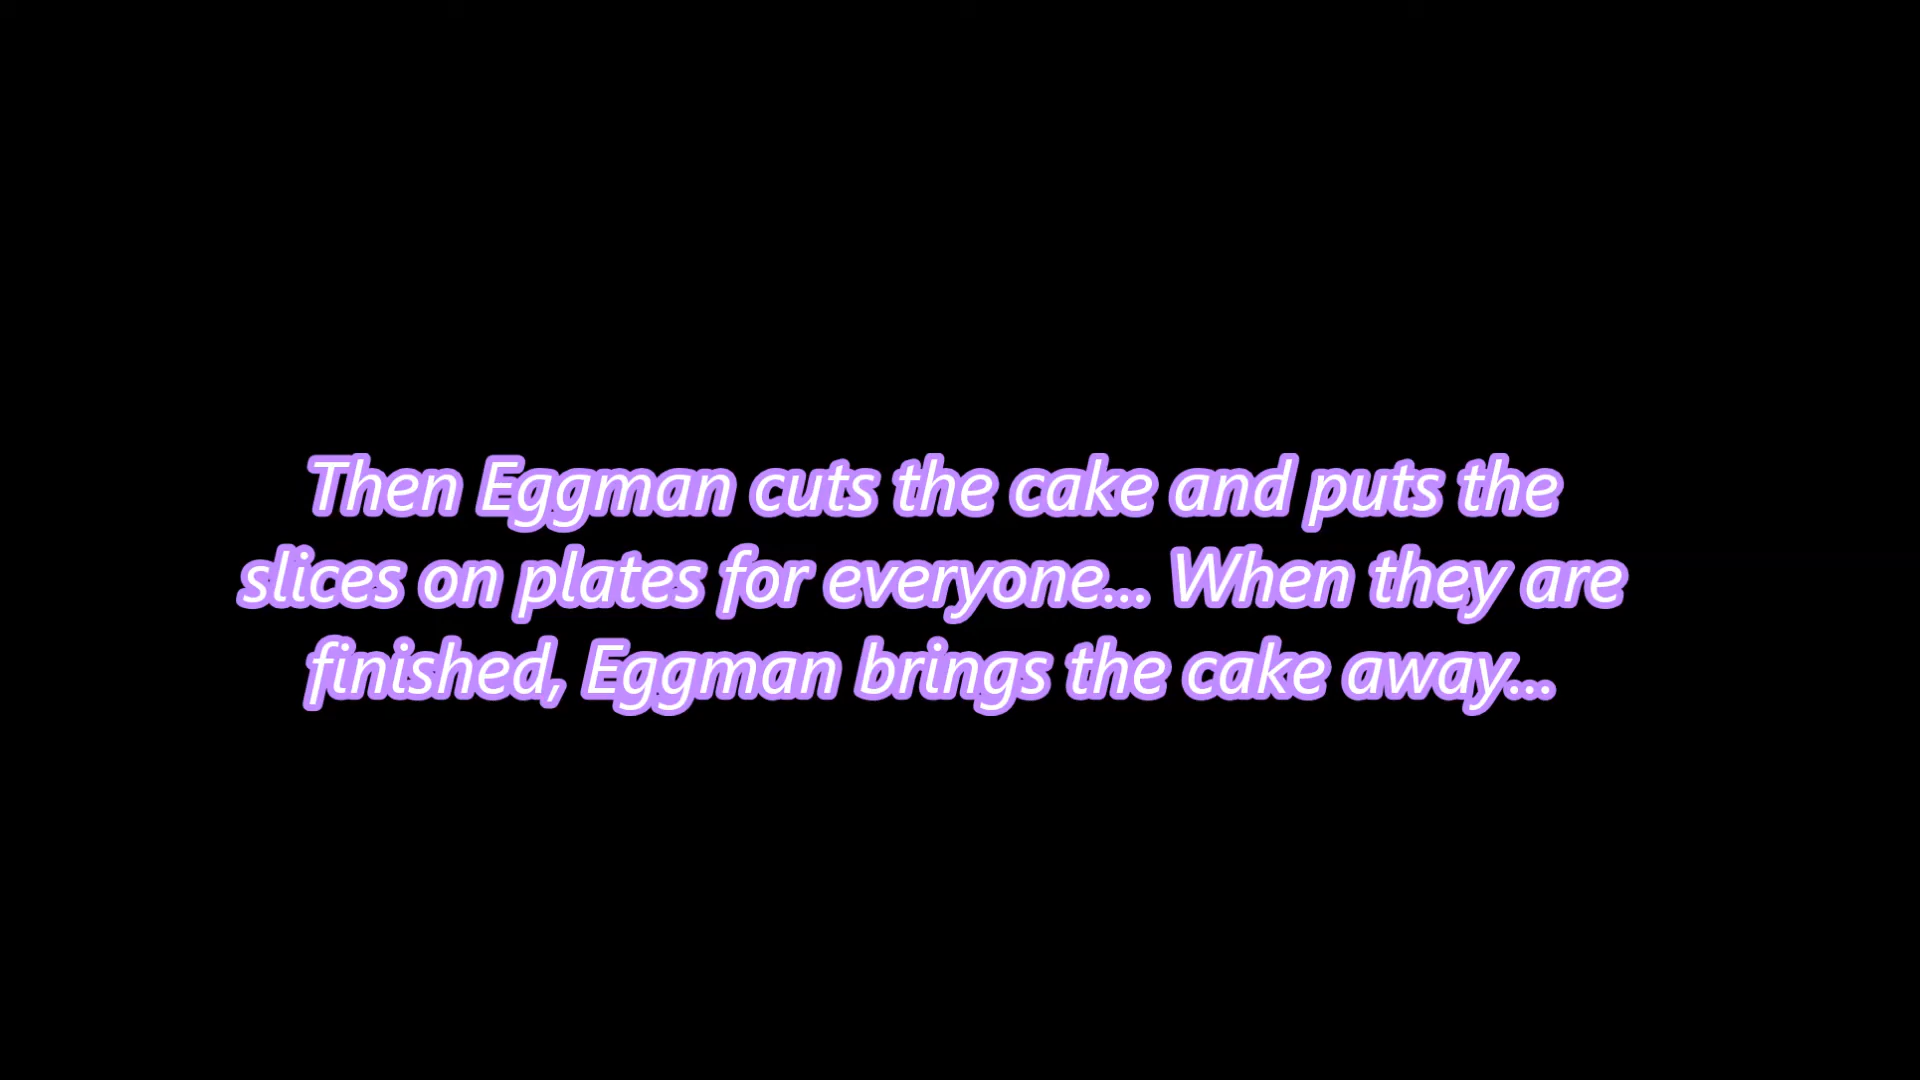 Then Eggman cuts the cake and puts the
slices on plates for everyone... When they are
finished, Eggman brings the cake away...